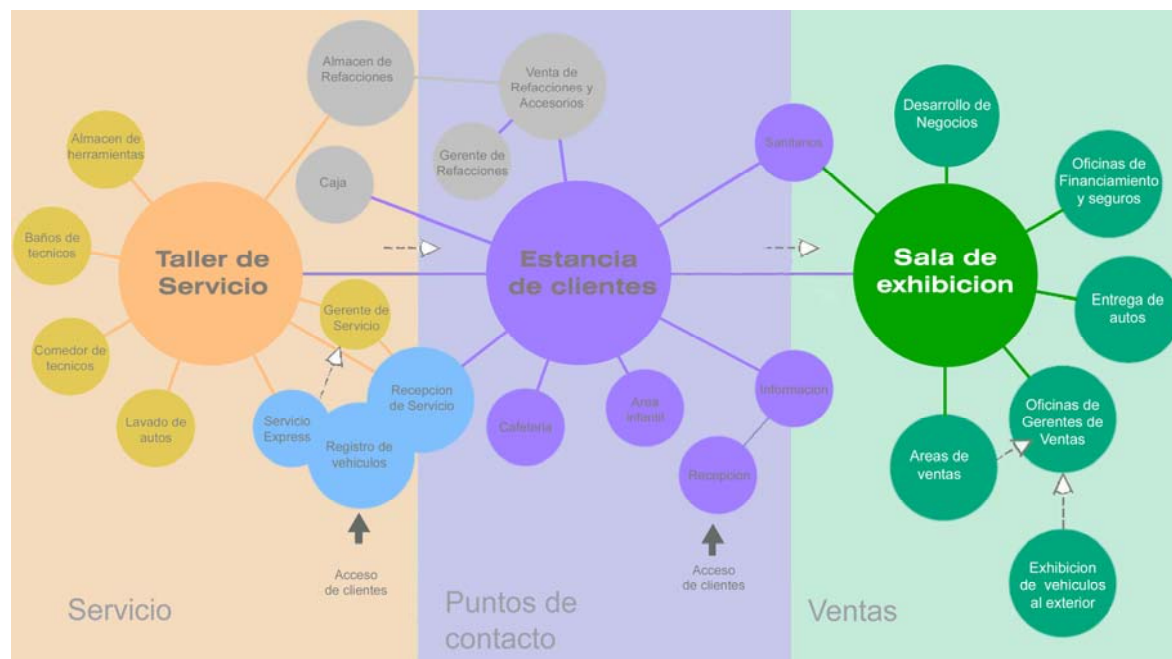 Almacen de
Refacciones
Almacen de
herramientas
Baños de
tecnicos
Comedor de
tecnicos
Lavado de
autos
Taller de
Servicio
Caja
Gerente de
Servicio
Servicio
Express
Registro de
vehiculos
Recepcion
de Servicio
Acceso
de clientes
Servicio
Venta de
Refacciones y
Accesorios
Gerente de
Refacciones
Sanitarios
Estancia
de clientes
Cafeteria
Area
infantil
Informacion
Recepcion
Acceso
de clientes
Puntos de
contacto
Desarrollo de
Negocios
Oficinas de
Financiamiento
y seguros
Sala de
exhibicion
Entrega de
autos
Oficinas de
Gerentes de
Ventas
Areas de
ventas
Exhibicion
de vehiculos
al exterior
Ventas